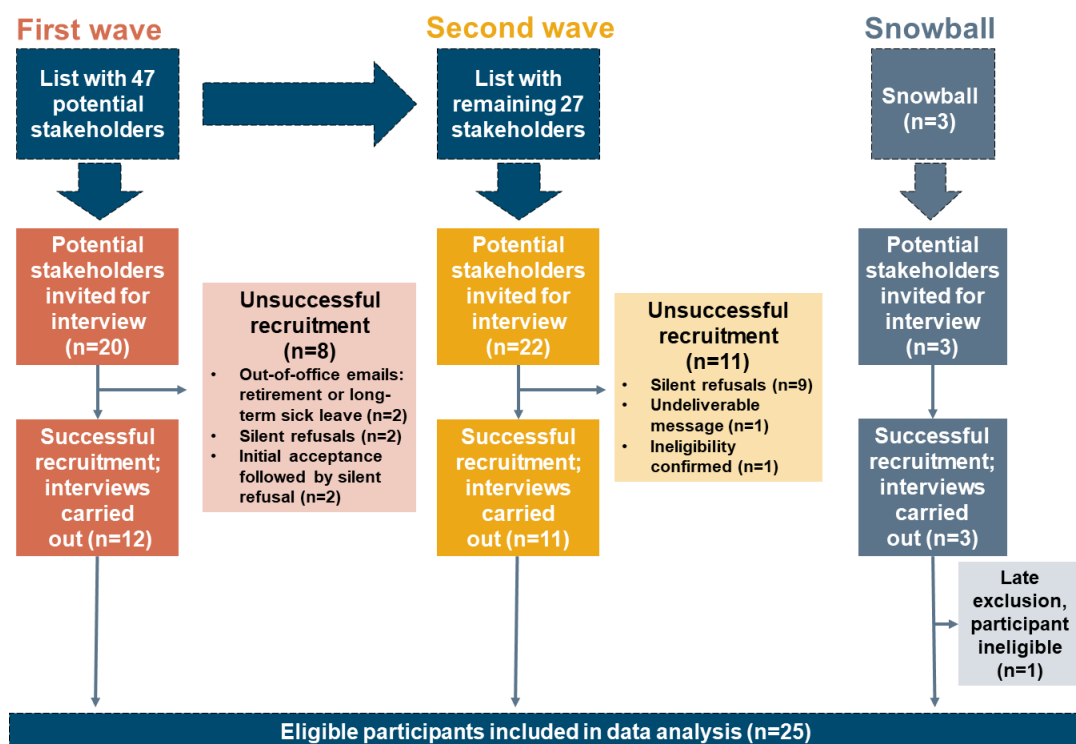 First wave
List with 47
potential
stakeholders
Potential
stakeholders
invited for
interview
(n=20)
Unsuccessful
recruitment
(n=8)
• Out-of-office emails:
retirement or long-
term sick leave (n=2)
• Silent refusals (n=2)
• Initial acceptance
followed by silent
refusal (n=2)
Successful
recruitment;
interviews
carried
out (n=12)
Second wave
List with
remaining 27
stakeholders
Potential
stakeholders
invited for
interview
(n=22)
Unsuccessful
recruitment
(n=11)
• Silent refusals (n=9)
• Undeliverable
message (n=1)
• Ineligibility
confirmed (n=1)
Successful
recruitment;
interviews
carried
out (n=11)
Snowball
Snowball
(n=3)
Potential
stakeholders
invited for
interview
(n=3)
Successful
recruitment;
interviews
carried
out (n=3)
Late
exclusion,
participant
ineligible
(n=1)
Eligible participants included in data analysis (n=25)